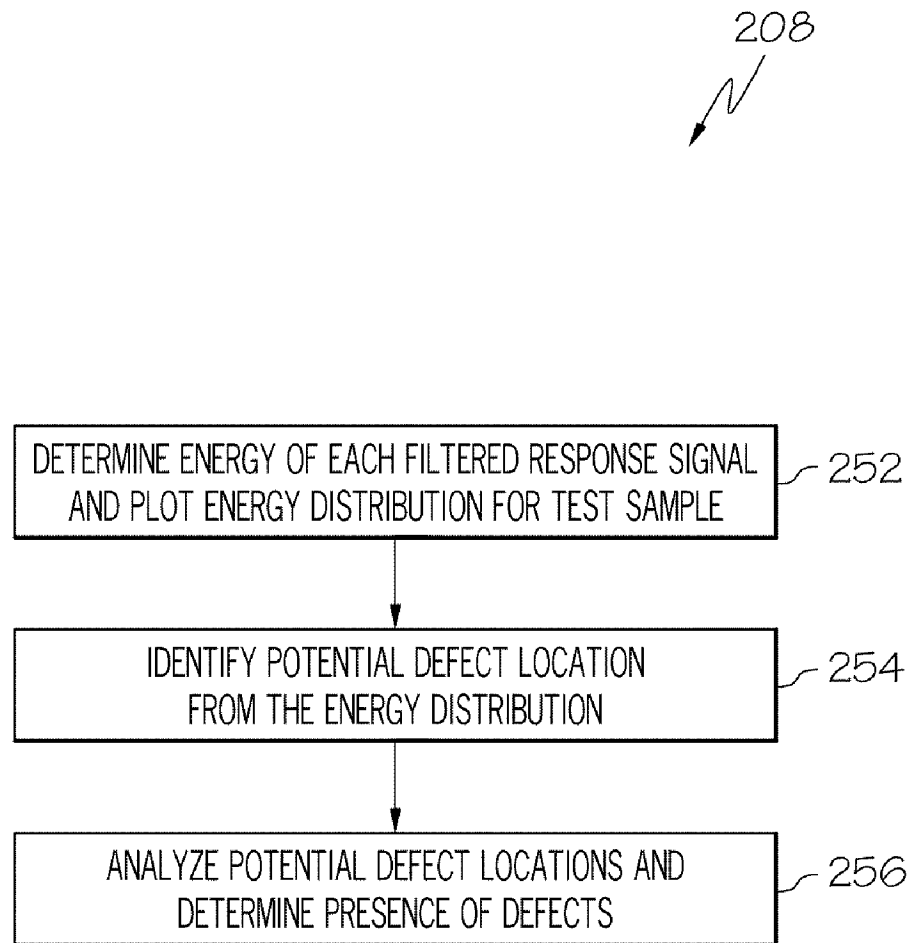 208
DETERMINE ENERGY OF EACH FILTERED RESPONSE SIGNAL
AND PLOT ENERGY DISTRIBUTION FOR TEST SAMPLE
252
IDENTIFY POTENTIAL DEFECT LOCATION
FROM THE ENERGY DISTRIBUTION
254
ANALYZE POTENTIAL DEFECT LOCATIONS AND
DETERMINE PRESENCE OF DEFECTS
256